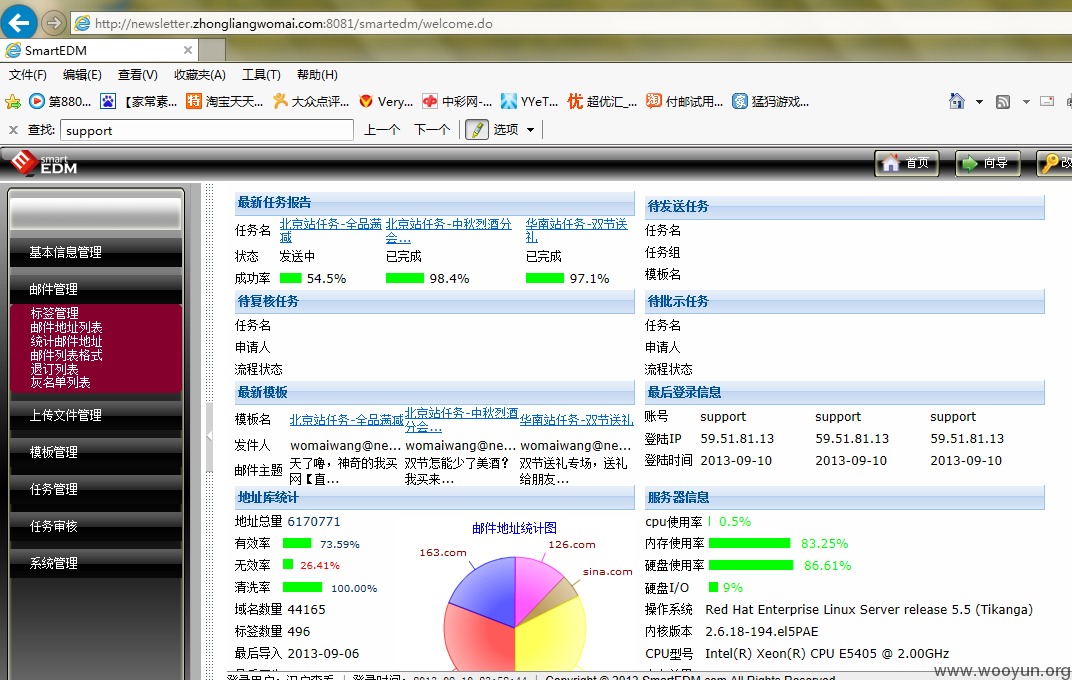 http://newsletter.zhongliangwomai.com:8081/smartedm/welcome.do
SmartEDM
文件(F) 编辑(E) 查看(V) 收藏夹(A) 工具(T) 帮助(H)
第880... 【家常素... 淘宝天天... 大众点评... Very... 中彩网-... YYeT... 超优汇_... 付邮试用... 猛犸游戏...
查找: support 上一个 下一个 选项
smart EDM 首页 向导 改
基本信息管理
邮件管理
标签管理
邮件地址列表
统计邮件地址
邮件列表格式
退订列表
灰名单列表
上传文件管理
模板管理
任务管理
任务审核
系统管理
最新任务报告
任务名 北京站任务-全品满减 北京站任务-中秋烈酒分会... 华南站任务-双节送礼
状态 发送中 已完成 已完成
成功率 54.5% 98.4% 97.1%
待发送任务
任务名
任务组
模板名
待复核任务
任务名
申请人
流程状态
待批示任务
任务名
申请人
流程状态
最新模板
模板名 北京站任务-全品满减 北京站任务-中秋烈酒分会... 华南站任务-双节送礼
发件人 womaiwang@ne... womaiwang@ne... womaiwang@ne...
邮件主题 天了噜，神奇的我买网【直... 双节怎能少了美酒？我买来... 双节送礼专场，送礼给朋友...
最后登录信息
账号 support support support
登陆IP 59.51.81.13 59.51.81.13 59.51.81.13
登陆时间 2013-09-10 2013-09-10 2013-09-10
地址库统计
地址总量 6170771
有效率 73.59%
无效率 26.41%
清洗率 100.00%
域名数量 44165
标签数量 496
最后导入 2013-09-06
邮件地址统计图
163.com
126.com
sina.com
服务器信息
cpu使用率 0.5%
内存使用率 83.25%
硬盘使用率 86.61%
硬盘I/O 9%
操作系统 Red Hat Enterprise Linux Server release 5.5 (Tikanga)
内核版本 2.6.18-194.el5PAE
CPU型号 Intel(R) Xeon(R) CPU E5405 @ 2.00GHz
Copyright © 2013 SmartEDM.com All Rights Reserved
www.wooyun.org